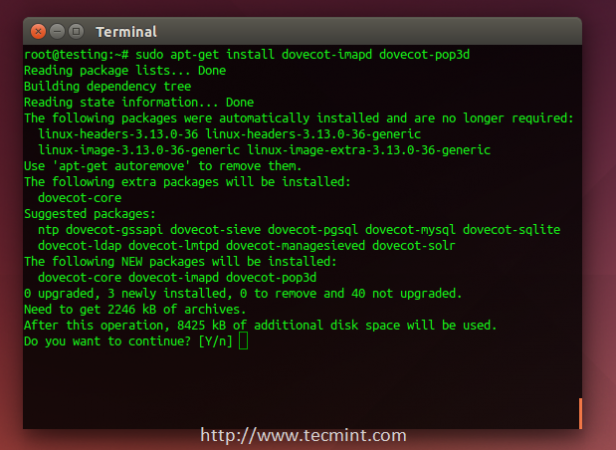 Terminal
root@testing:~# sudo apt-get install dovecot-imapd dovecot-pop3d
Reading package lists... Done
Building dependency tree
Reading state information... Done
The following packages were automatically installed and are no longer required:
  linux-headers-3.13.0-36 linux-headers-3.13.0-36-generic
  linux-image-3.13.0-36-generic linux-image-extra-3.13.0-36-generic
Use 'apt-get autoremove' to remove them.
The following extra packages will be installed:
  dovecot-core
Suggested packages:
  ntp dovecot-gssapi dovecot-sieve dovecot-pgsql dovecot-mysql dovecot-sqlite
  dovecot-ldap dovecot-lmtpd dovecot-managesieved dovecot-solr
The following NEW packages will be installed:
  dovecot-core dovecot-imapd dovecot-pop3d
0 upgraded, 3 newly installed, 0 to remove and 40 not upgraded.
Need to get 2246 kB of archives.
After this operation, 8425 kB of additional disk space will be used.
Do you want to continue? [Y/n]
http://www.tecmint.com